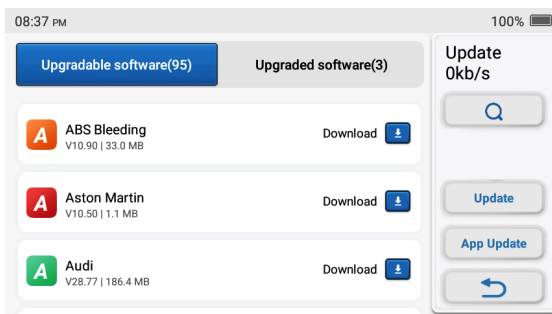 08:37 PM
100%
Upgradable software(95)
Upgraded software(3)
Update
0kb/s
A
ABS Bleeding
V10.90 | 33.0 MB
Download
A
Aston Martin
V10.50 | 1.1 MB
Download
Update
App Update
A
Audi
V28.77 | 186.4 MB
Download